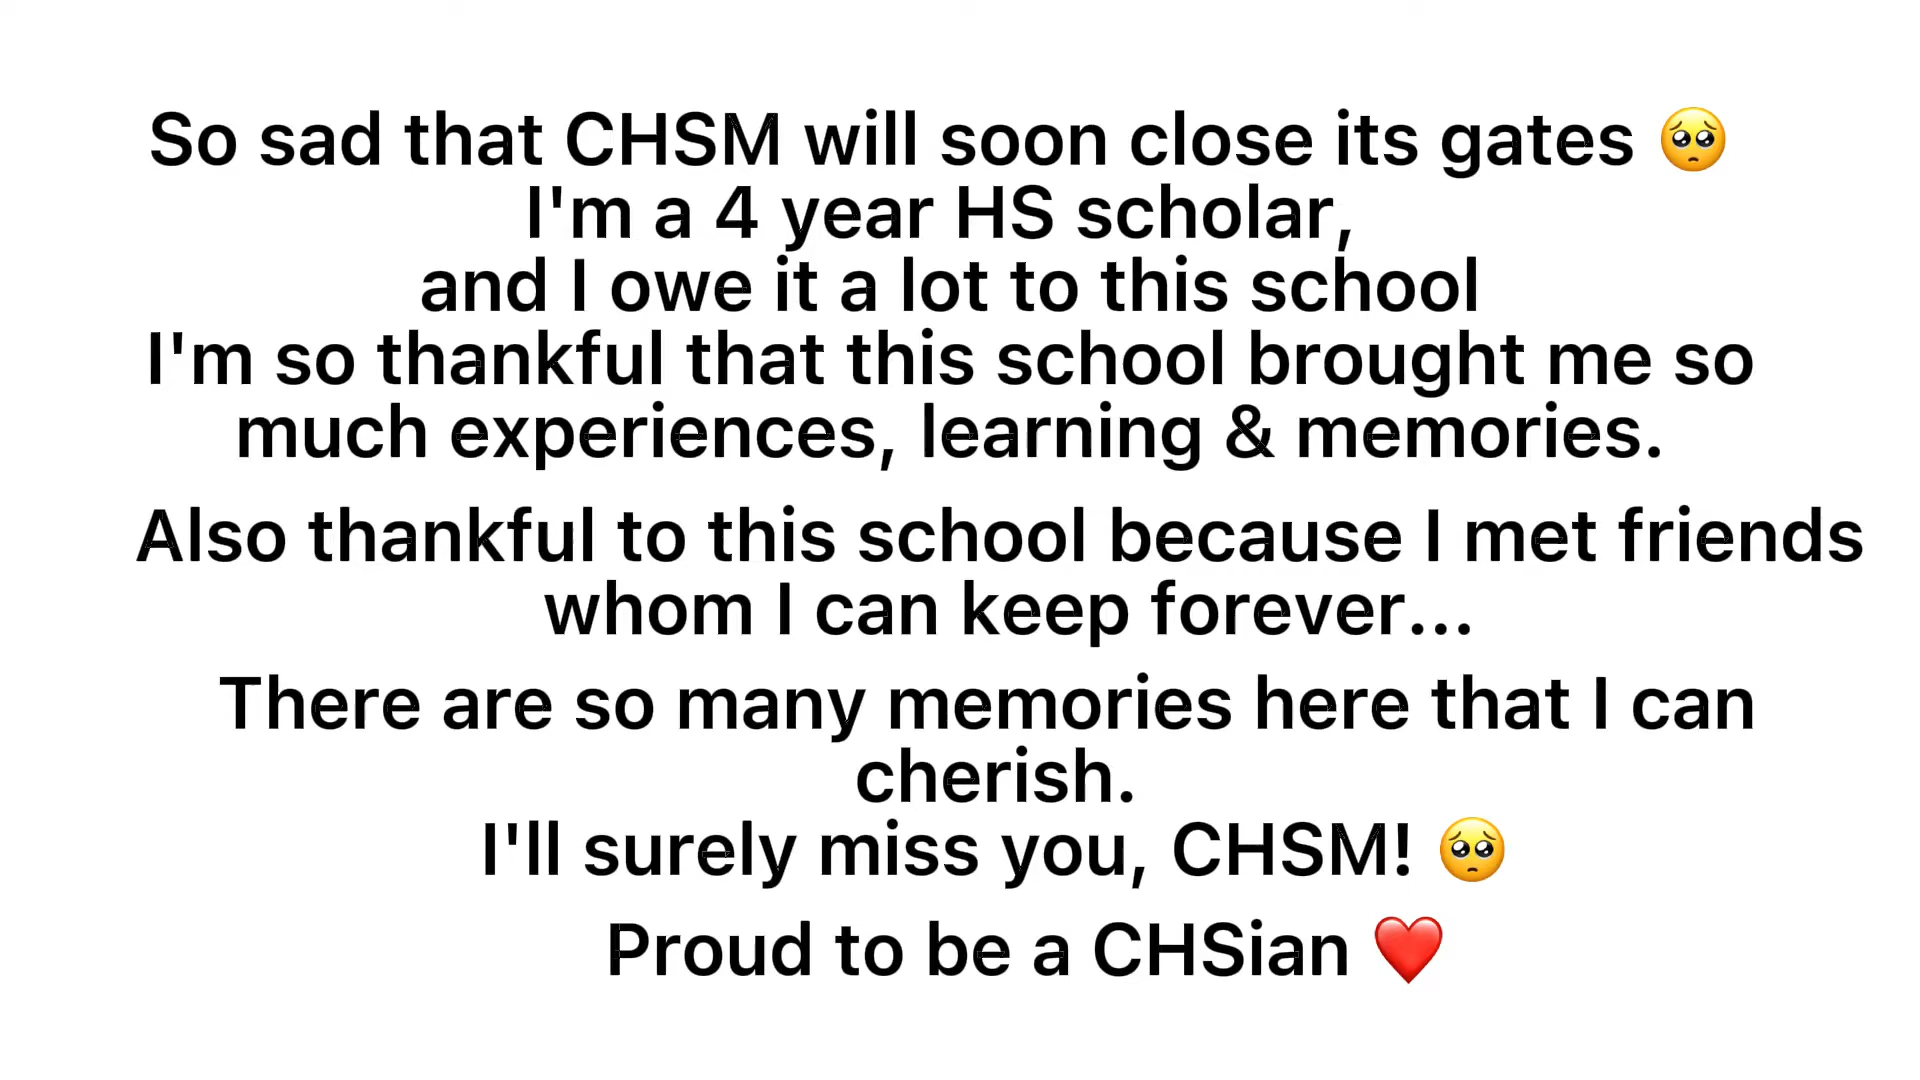 So sad that CHSM will soon close its gates 🥺
I'm a 4 year HS scholar,
and I owe it a lot to this school
I'm so thankful that this school brought me so
much experiences, learning & memories.
Also thankful to this school because I met friends
whom I can keep forever...
There are so many memories here that I can
cherish.
I'll surely miss you, CHSM! 🥺
Proud to be a CHSian ❤️